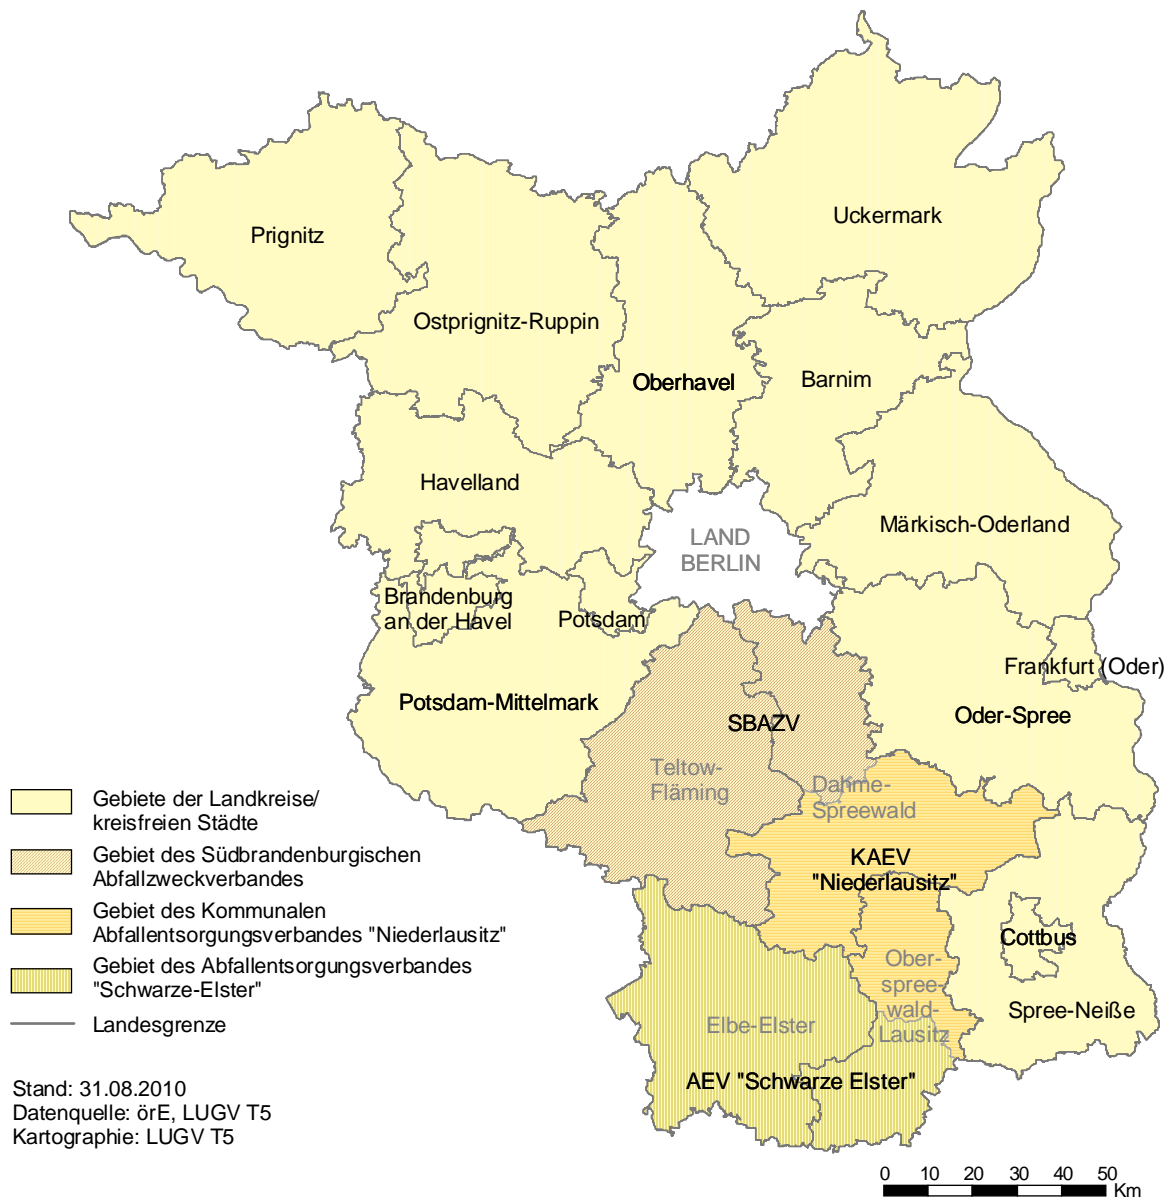 Uckermark
Prignitz
Ostprignitz-Ruppin
Oberhavel
Barnim
Havelland
Märkisch-Oderland
LAND
BERLIN
Brandenburg
an der Havel
Potsdam
Frankfurt (Oder)
Potsdam-Mittelmark
Oder-Spree
SBAZV
Teltow-
Fläming
Dahme-
Spreewald
KAEV
"Niederlausitz"
Cottbus
Ober-
spree-
wald-
Lausitz
Spree-Neiße
Elbe-Elster
AEV "Schwarze Elster"
Gebiete der Landkreise/
kreisfreien Städte
Gebiet des Südbrandenburgischen
Abfallzweckverbandes
Gebiet des Kommunalen
Abfallentsorgungsverbandes "Niederlausitz"
Gebiet des Abfallentsorgungsverbandes
"Schwarze-Elster"
Landesgrenze
Stand: 31.08.2010
Datenquelle: örE, LUGV T5
Kartographie: LUGV T5
0 10 20 30 40 50
Km